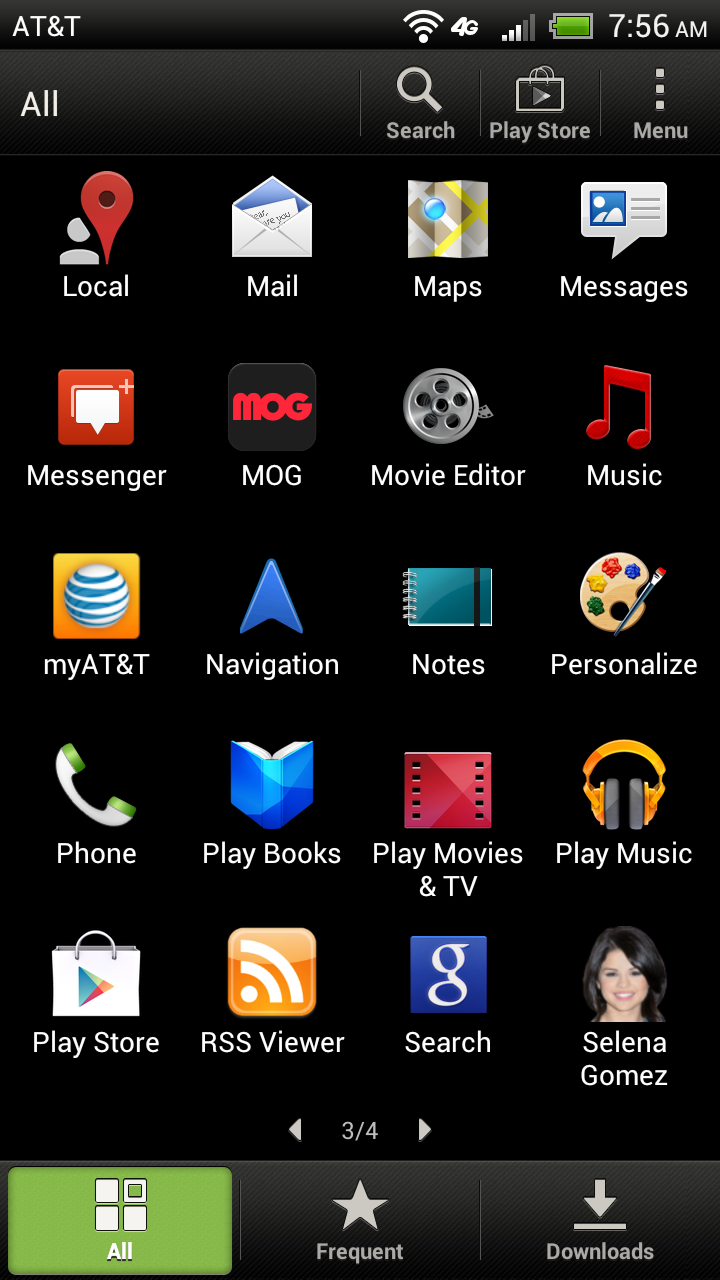 AT&T 4G 7:56 AM
All Search Play Store Menu
Local Mail Maps Messages
Messenger MOG Movie Editor Music
MOG
myAT&T Navigation Notes Personalize
Phone Play Books Play Movies & TV Play Music
Play Store RSS Viewer Search Selena Gomez
g
3/4
All Frequent Downloads